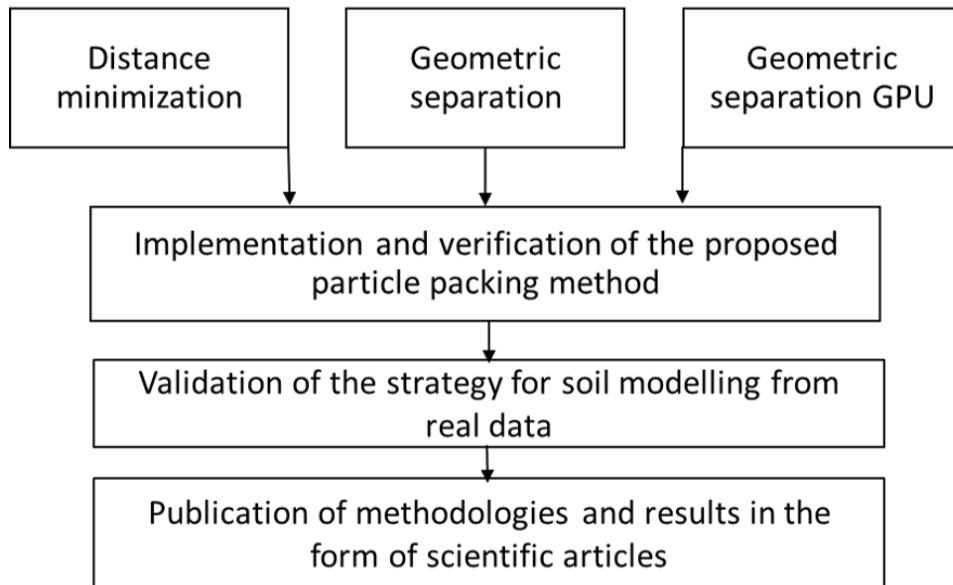 Distance
minimization
Geometric
separation
Geometric
separation GPU
Implementation and verification of the proposed
particle packing method
Validation of the strategy for soil modelling from
real data
Publication of methodologies and results in the
form of scientific articles